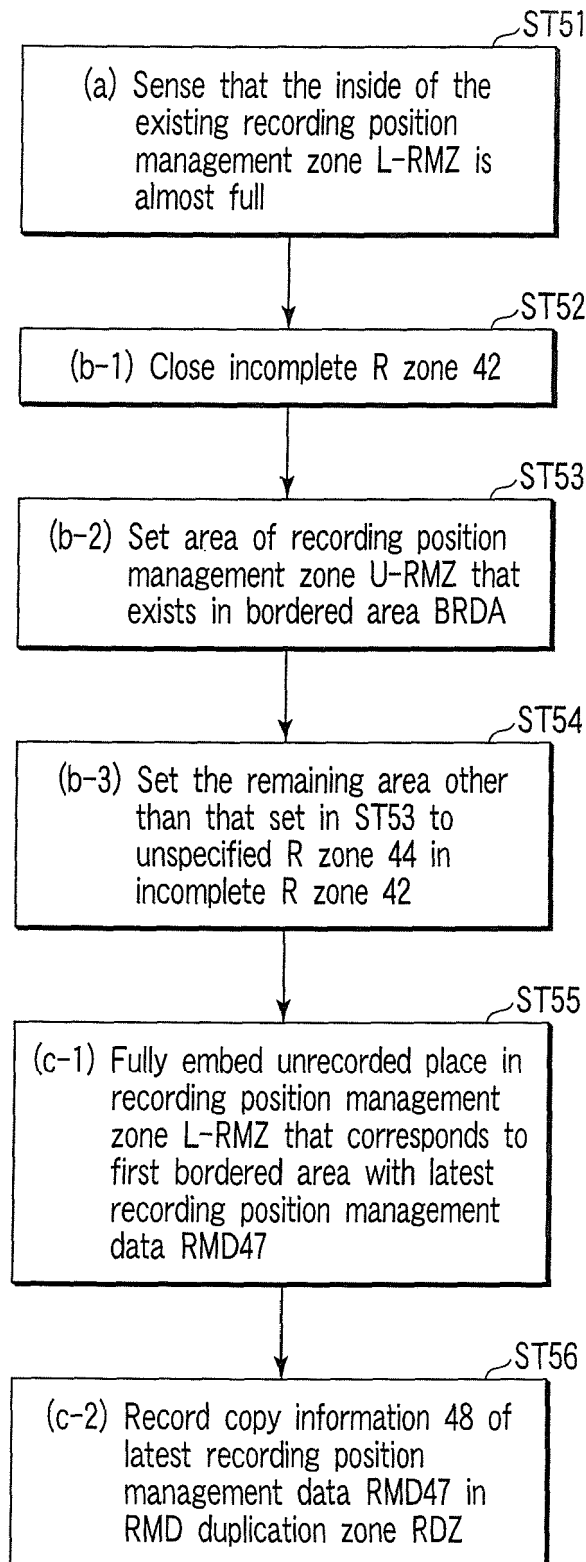 ST51
(a) Sense that the inside of the
existing recording position
management zone L-RMZ is
almost full
ST52
(b-1) Close incomplete R zone 42
ST53
(b-2) Set area of recording position
management zone U-RMZ that
exists in bordered area BRDA
ST54
(b-3) Set the remaining area other
than that set in ST53 to
unspecified R zone 44 in
incomplete R zone 42
ST55
(c-1) Fully embed unrecorded place in
recording position management
zone L-RMZ that corresponds to
first bordered area with latest
recording position management
data RMD47
ST56
(c-2) Record copy information 48 of
latest recording position
management data RMD47 in
RMD duplication zone RDZ